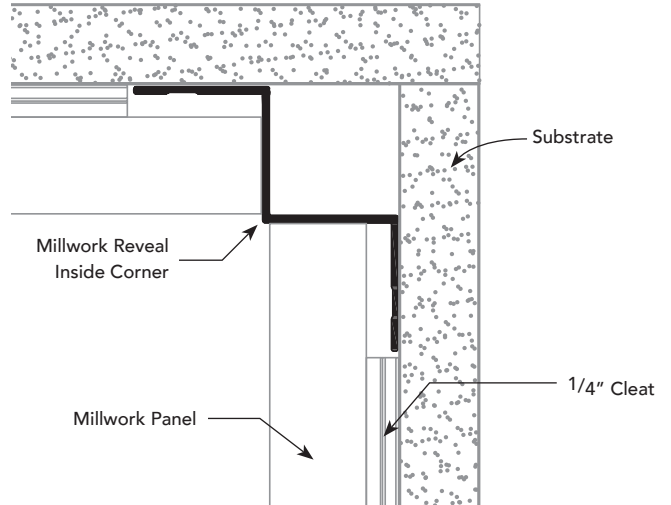 Substrate
Millwork Reveal
Inside Corner
1/4" Cleat
Millwork Panel